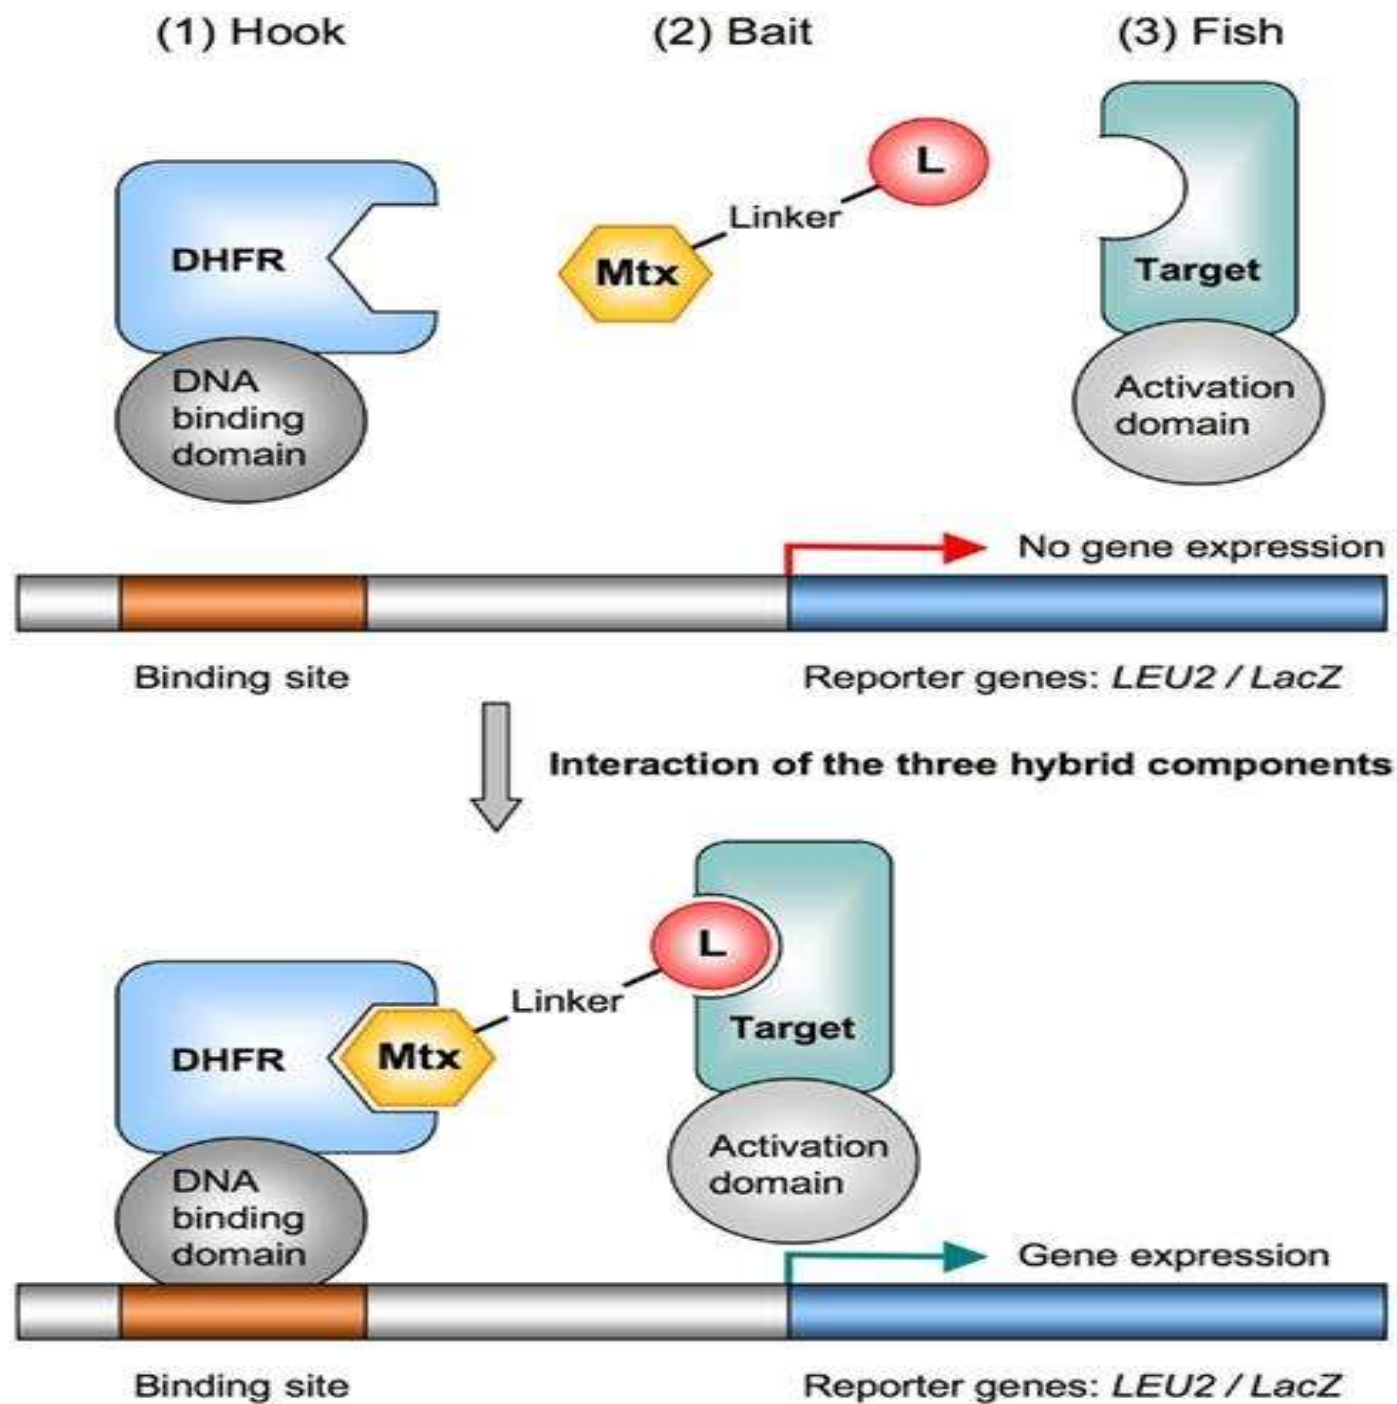 (1) Hook
(2) Bait
(3) Fish
L
Linker
Mtx
DHFR
Target
DNA
binding
domain
Activation
domain
No gene expression
Binding site
Reporter genes: LEU2 / LacZ
Interaction of the three hybrid components
L
Linker
Target
DHFR
Mtx
Activation
domain
DNA
binding
domain
Gene expression
Binding site
Reporter genes: LEU2 / LacZ